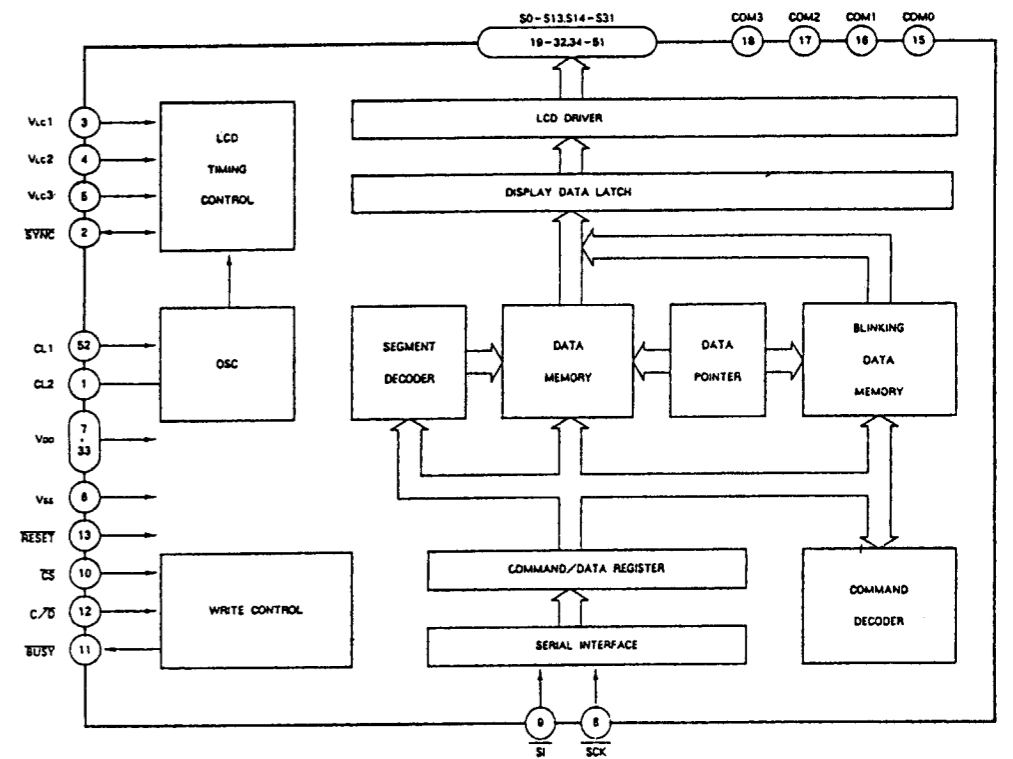 S0-S13.S14-S31
19-32,34-51
COM3 COM2 COM1 COM0
18 17 16 15
VLC1 3
VLC2 4
VLC3 5
SYNC 2
LCD
TIMING
CONTROL
LCD DRIVER
DISPLAY DATA LATCH
CL1 52
CL2 1
OSC
SEGMENT
DECODER
DATA
MEMORY
DATA
POINTER
BLINKING
DATA
MEMORY
VDD 7
33
VSS 6
RESET 13
CS 10
C/D 12
BUSY 11
WRITE CONTROL
COMMAND/DATA REGISTER
SERIAL INTERFACE
COMMAND
DECODER
9 8
SI SCK